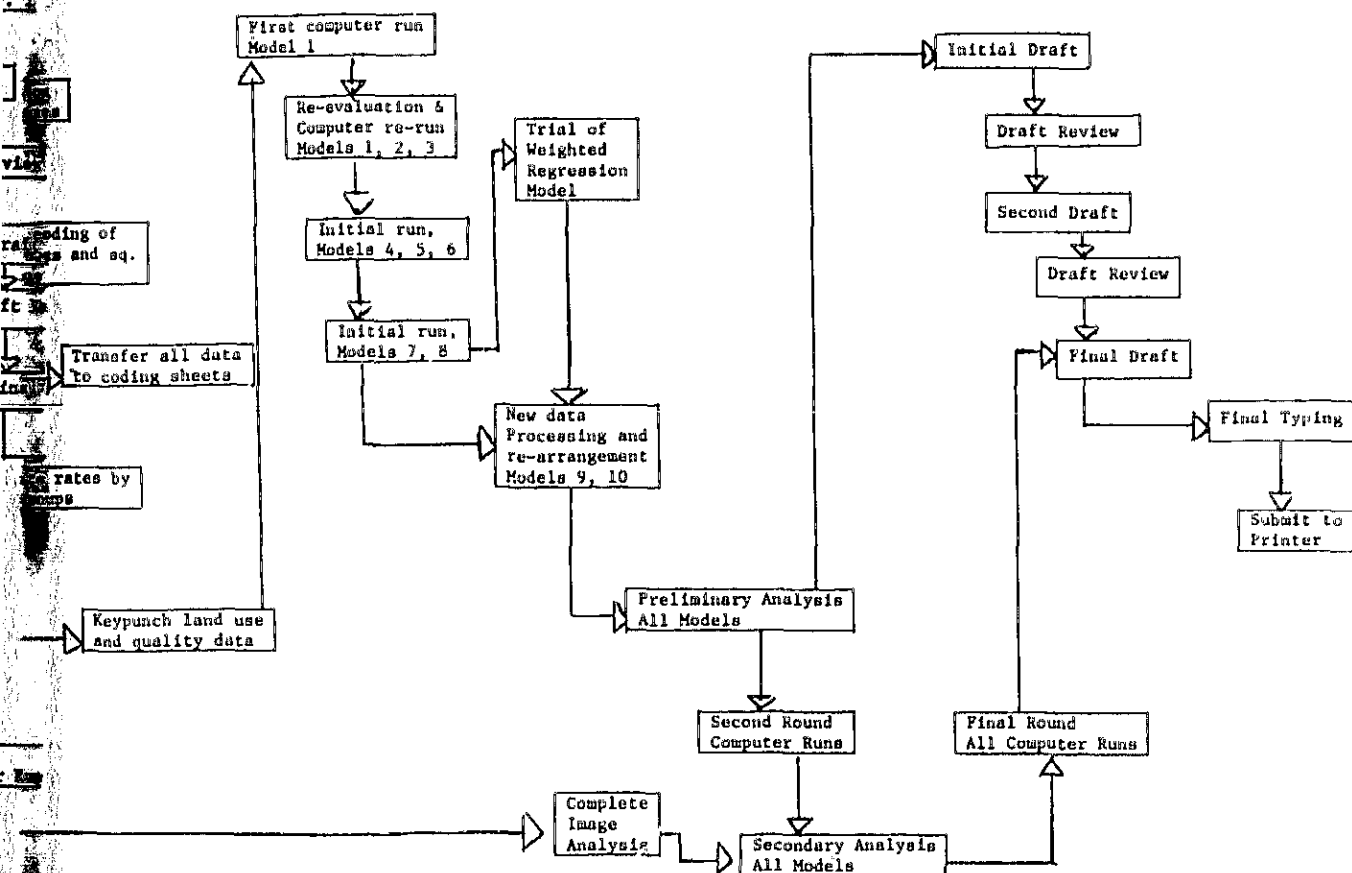 First computer run
Model 1
Re-evaluation &
Computer re-run
Models 1, 2, 3
Initial run,
Models 4, 5, 6
Initial run,
Models 7, 8
Trial of
Weighted
Regression
Model
New data
Processing and
re-arrangement
Models 9, 10
coding of
and sq.
Transfer all data
to coding sheets
rates by
Keypunch land use
and quality data
Preliminary Analysis
All Models
Second Round
Computer Runs
Complete
Image
Analysis
Secondary Analysis
All Models
Final Round
All Computer Runs
Initial Draft
Draft Review
Second Draft
Draft Review
Final Draft
Final Typing
Submit to
Printer